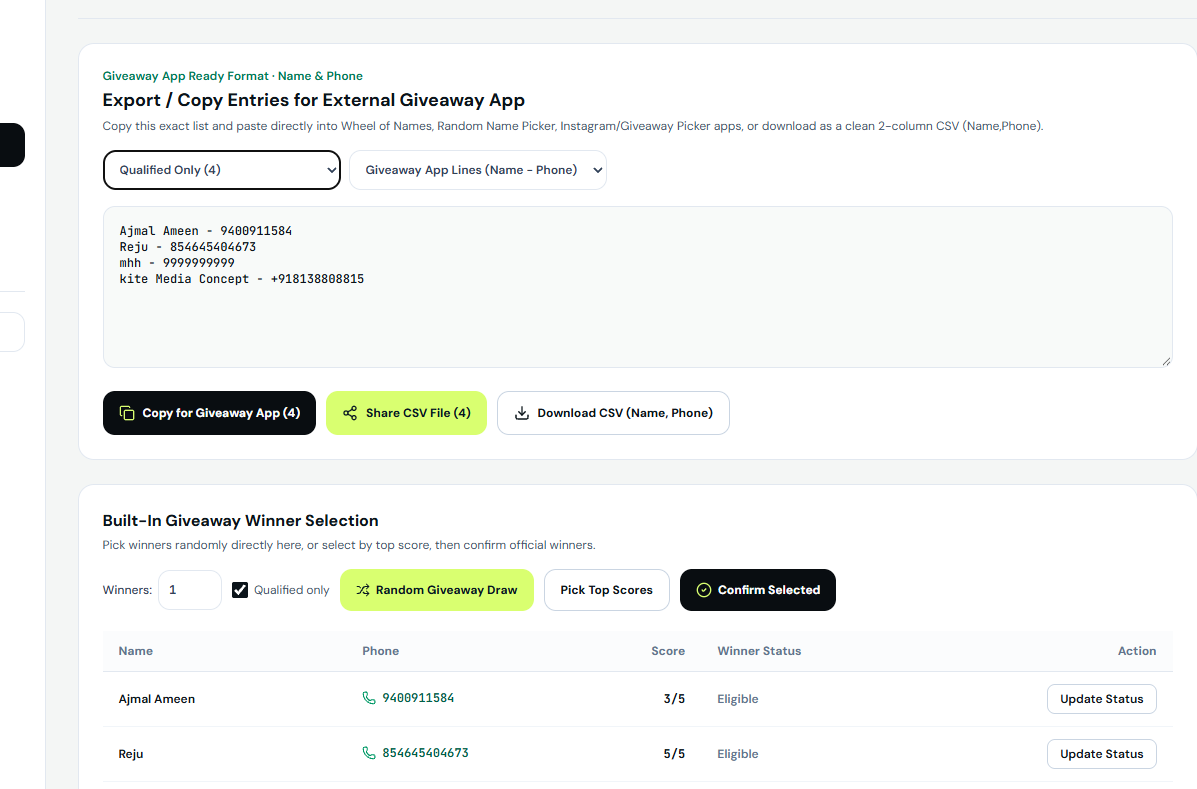 Giveaway App Ready Format · Name & Phone
Export / Copy Entries for External Giveaway App
Copy this exact list and paste directly into Wheel of Names, Random Name Picker, Instagram/Giveaway Picker apps, or download as a clean 2-column CSV (Name,Phone).
Qualified Only (4) Giveaway App Lines (Name - Phone)
Ajmal Ameen - 9400911584
Reju - 854645404673
mhh - 9999999999
kite Media Concept - +918138808815
Copy for Giveaway App (4) Share CSV File (4) Download CSV (Name, Phone)
Built-In Giveaway Winner Selection
Pick winners randomly directly here, or select by top score, then confirm official winners.
Winners: 1 Qualified only Random Giveaway Draw Pick Top Scores Confirm Selected
Name Phone Score Winner Status Action
Ajmal Ameen 9400911584 3/5 Eligible Update Status
Reju 854645404673 5/5 Eligible Update Status